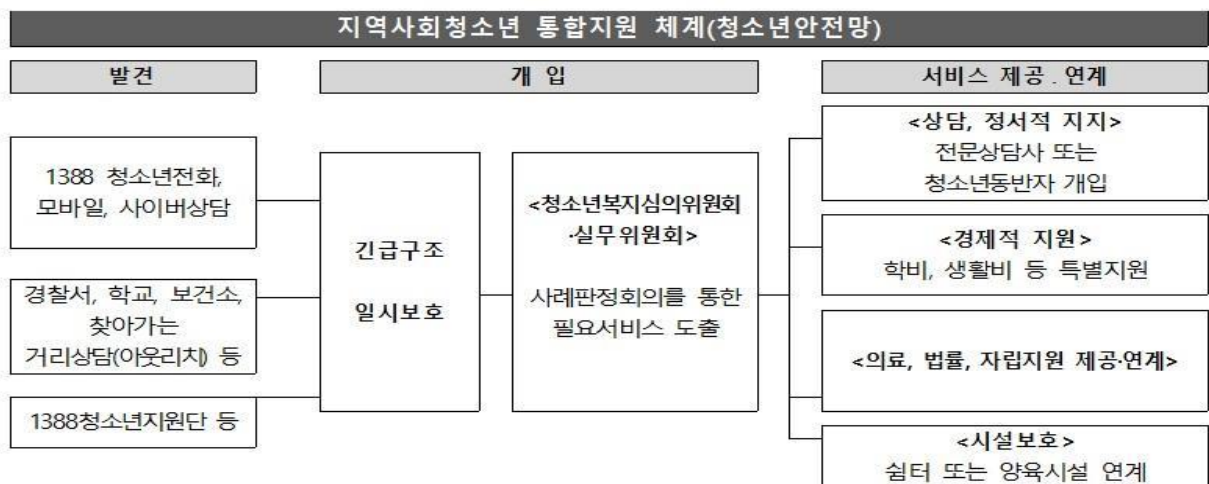 지역사회청소년 통합지원 체계(청소년안전망)
발견
개 입
서비스 제공 . 연계
1388 청소년전화,
모바일, 사이버상담
경찰서, 학교, 보건소,
찾아가는
거리상담(아웃리치) 등
1388청소년지원단 등
긴급구조
일시보호
<청소년복지심의위원회
·실무위원회>
사례판정회의를 통한
필요서비스 도출
<상담, 정서적 지지>
전문상담사 또는
청소년동반자 개입
<경제적 지원>
학비, 생활비 등 특별지원
<의료, 법률, 자립지원 제공·연계>
<시설보호>
쉼터 또는 양육시설 연계